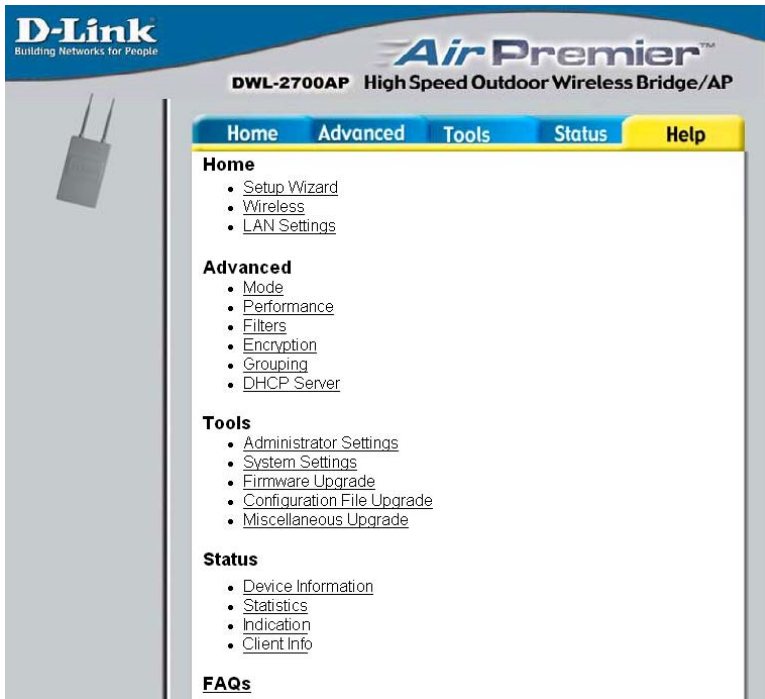 D-Link
Building Networks for People
Air Premier™
DWL-2700AP High Speed Outdoor Wireless Bridge/AP
Home Advanced Tools Status Help
Home
• Setup Wizard
• Wireless
• LAN Settings
Advanced
• Mode
• Performance
• Filters
• Encryption
• Grouping
• DHCP Server
Tools
• Administrator Settings
• System Settings
• Firmware Upgrade
• Configuration File Upgrade
• Miscellaneous Upgrade
Status
• Device Information
• Statistics
• Indication
• Client Info
FAQs